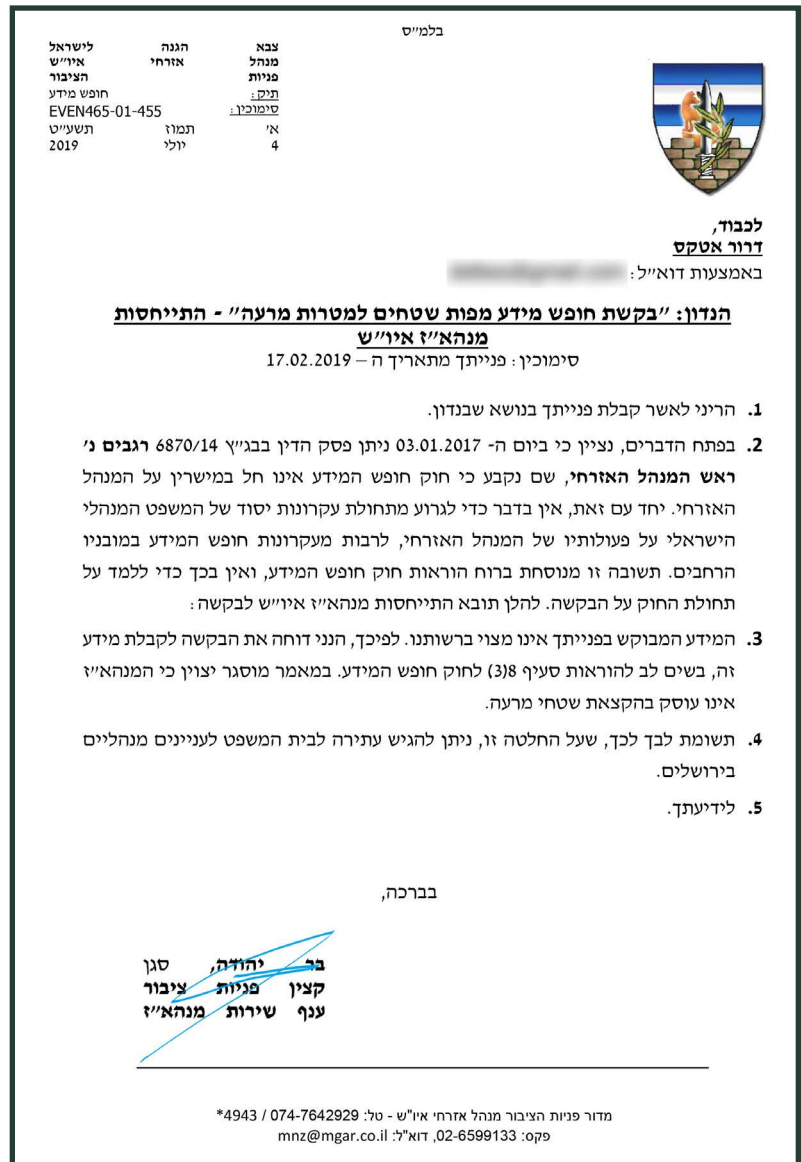 בלמ״ס
צבא הגנה לישראל
מנהל אזרחי איו״ש
פניות הציבור
תיק: חופש מידע
סימוכין: EVEN465-01-455
א׳ תמוז תשע״ט
4 יולי 2019
לכבוד,
דרור אטקס
באמצעות דוא״ל:
הנדון: ״בקשת חופש מידע מפות שטחים למטרות מרעה״ - התייחסות
מנהא״ז איו״ש
סימוכין: פנייתך מתאריך ה – 17.02.2019
1. הריני לאשר קבלת פנייתך בנושא שבנדון.
2. בפתח הדברים, נציין כי ביום ה- 03.01.2017 ניתן פסק הדין בבג״ץ 6870/14 רגבים נ׳
ראש המנהל האזרחי, שם נקבע כי חוק חופש המידע אינו חל במישרין על המנהל
האזרחי. יחד עם זאת, אין בדבר כדי לגרוע מתחולת עקרונות יסוד של המשפט המנהלי
הישראלי על פעולותיו של המנהל האזרחי, לרבות מעקרונות חופש המידע במובניו
הרחבים. תשובה זו מנוסחת ברוח הוראות חוק חופש המידע, ואין בכך כדי ללמד על
תחולת החוק על הבקשה. להלן תובא התייחסות מנהא״ז איו״ש לבקשה:
3. המידע המבוקש בפנייתך אינו מצוי ברשותנו. לפיכך, הנני דוחה את הבקשה לקבלת מידע
זה, בשים לב להוראות סעיף 8(3) לחוק חופש המידע. במאמר מוסגר יצוין כי המנהא״ז
אינו עוסק בהקצאת שטחי מרעה.
4. תשומת לבך לכך, שעל החלטה זו, ניתן להגיש עתירה לבית המשפט לעניינים מנהליים
בירושלים.
5. לידיעתך.
בברכה,
בר יהודה, סגן
קצין פניות ציבור
ענף שירות מנהא״ז
מדור פניות הציבור מנהל אזרחי איו"ש - טל: 074-7642929 / 4943*
פקס: 02-6599133, דוא"ל: mnz@mgar.co.il